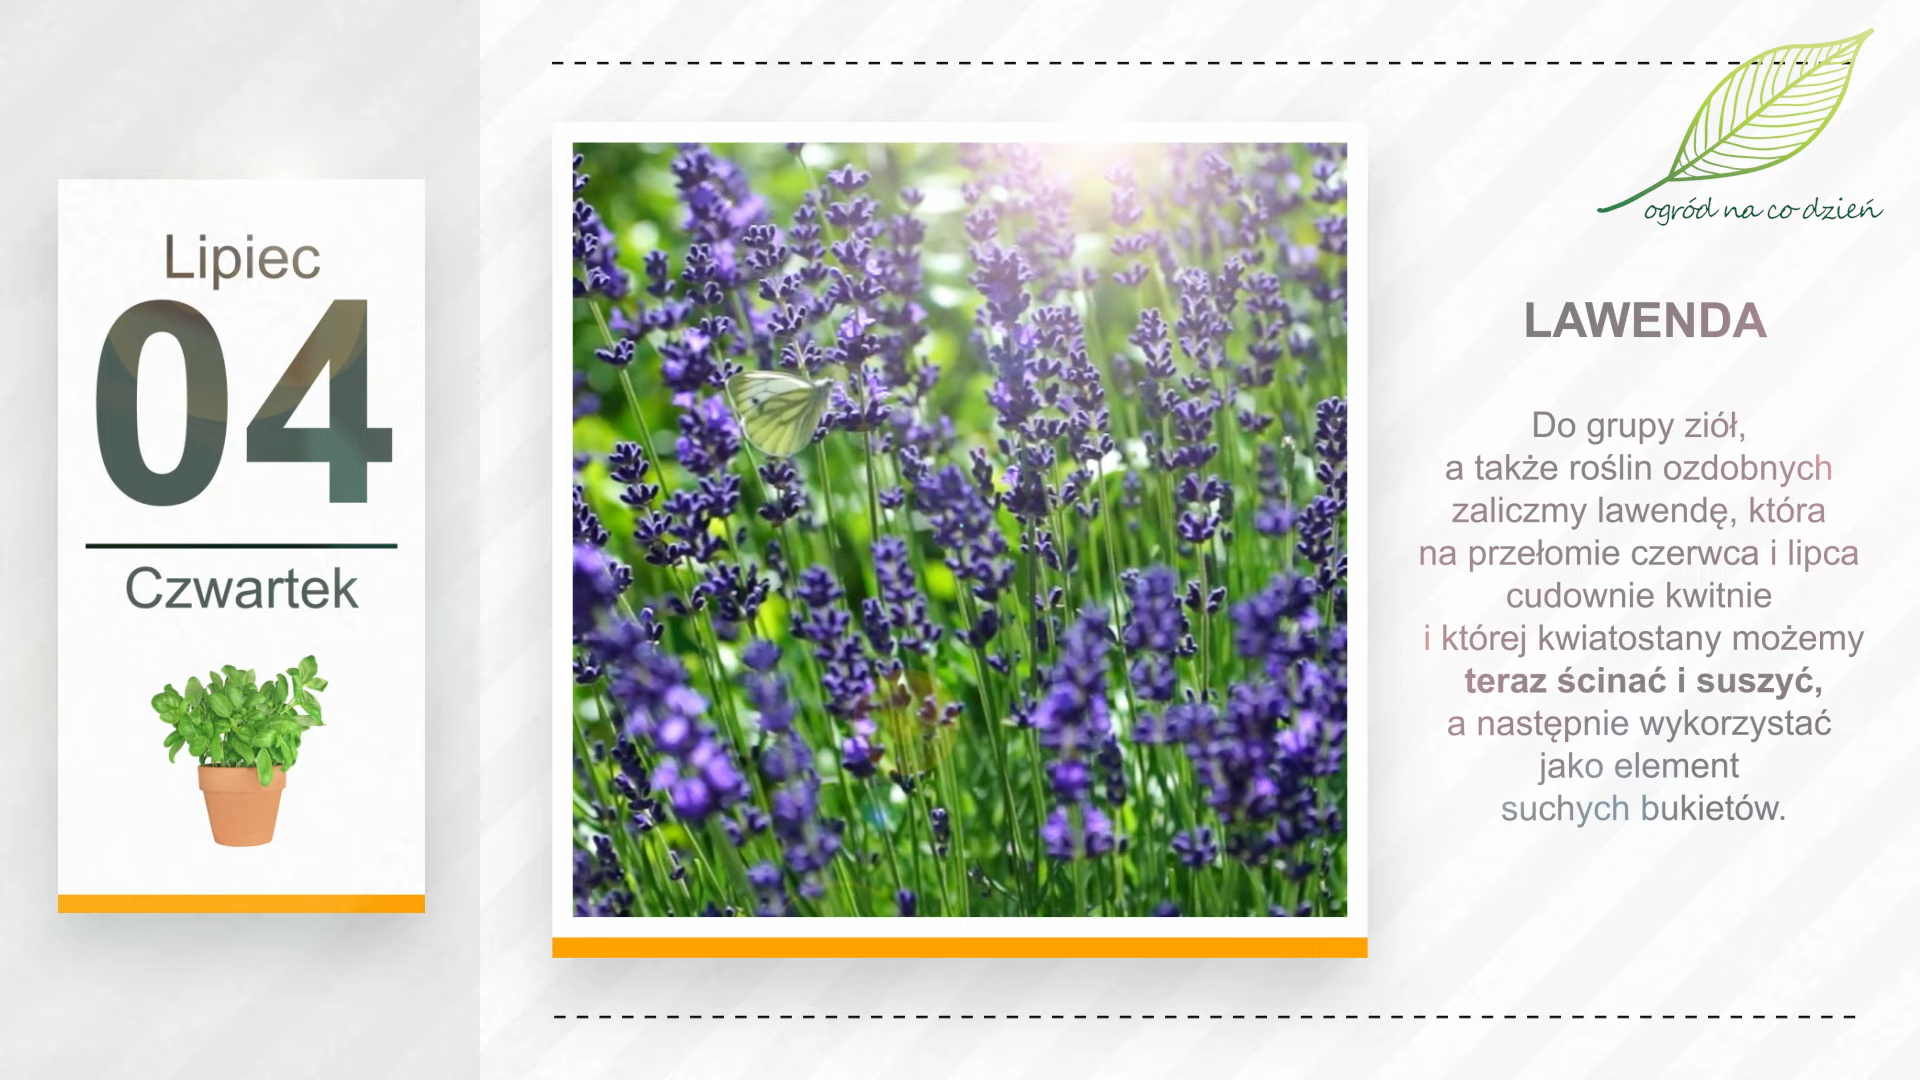 Lipiec
04
Czwartek
ogród na co dzień
LAWENDA
Do grupy ziół,
a także roślin ozdobnych
zaliczmy lawendę, która
na przełomie czerwca i lipca
cudownie kwitnie
i której kwiatostany możemy
teraz ścinać i suszyć,
a następnie wykorzystać
jako element
suchych bukietów.